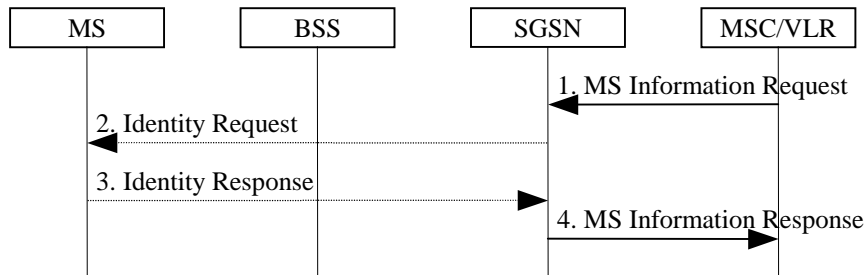 MS BSS SGSN MSC/VLR
1. MS Information Request
2. Identity Request
3. Identity Response
4. MS Information Response